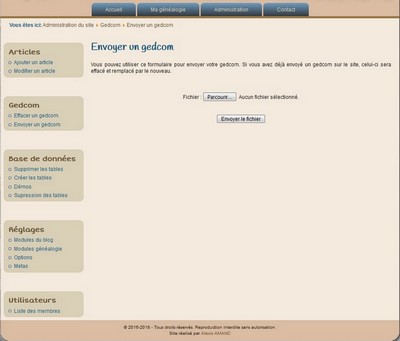 Accueil
Ma généalogie
Administration
Contact
Vous êtes ici: Administration du site Gedcom Envoyer un gedcom
Articles
Ajouter un article
Modifier un article
Gedcom
Effacer un gedcom
Envoyer un gedcom
Base de données
Supprimer les tables
Créer les tables
Démos
Supression des tables
Réglages
Modules du blog
Modules généalogie
Options
Metas
Utilisateurs
Liste des membres
Envoyer un gedcom
Vous pouvez utiliser ce formulaire pour envoyer votre gedcom. Si vous avez déjà envoyé un gedcom sur le site, celui-ci sera
effacé et remplacé par le nouveau.
Fichier : Parcourir... Aucun fichier sélectionné.
Envoyer le fichier
Tous droits réservés. Reproduction interdite sans autorisation.
Site réalisé par Alexis AMAND